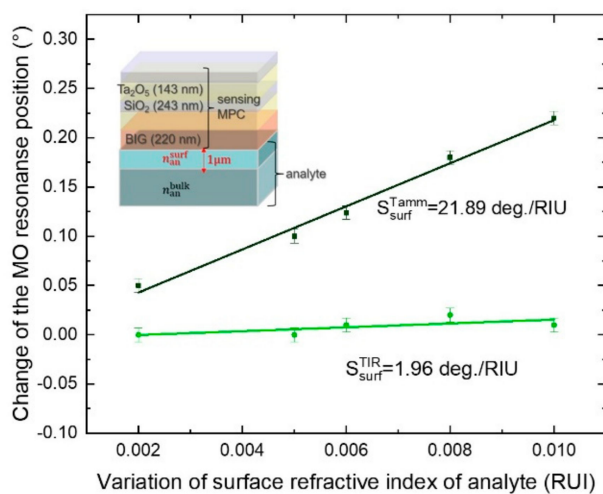 0.30
0.25
0.20
0.15
0.10
0.05
0.00
-0.05
-0.10
Change of the MO resonanse position (°)
Ta₂O₅ (143 nm)
SiO₂ (243 nm)
sensing
MPC
BIG (220 nm)
n_an^surf
1μm
analyte
n_an^bulk
S_surf^Tamm=21.89 deg./RIU
S_surf^TIR=1.96 deg./RIU
0.002 0.004 0.006 0.008 0.010
Variation of surface refractive index of analyte (RUI)